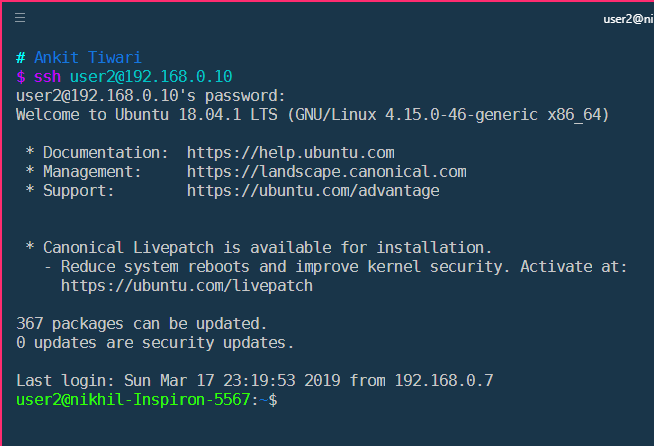 user2@ni
# Ankit Tiwari
$ ssh user2@192.168.0.10
user2@192.168.0.10's password:
Welcome to Ubuntu 18.04.1 LTS (GNU/Linux 4.15.0-46-generic x86_64)
* Documentation:  https://help.ubuntu.com
* Management:     https://landscape.canonical.com
* Support:        https://ubuntu.com/advantage
* Canonical Livepatch is available for installation.
- Reduce system reboots and improve kernel security. Activate at:
https://ubuntu.com/livepatch
367 packages can be updated.
0 updates are security updates.
Last login: Sun Mar 17 23:19:53 2019 from 192.168.0.7
user2@nikhil-Inspiron-5567:~$